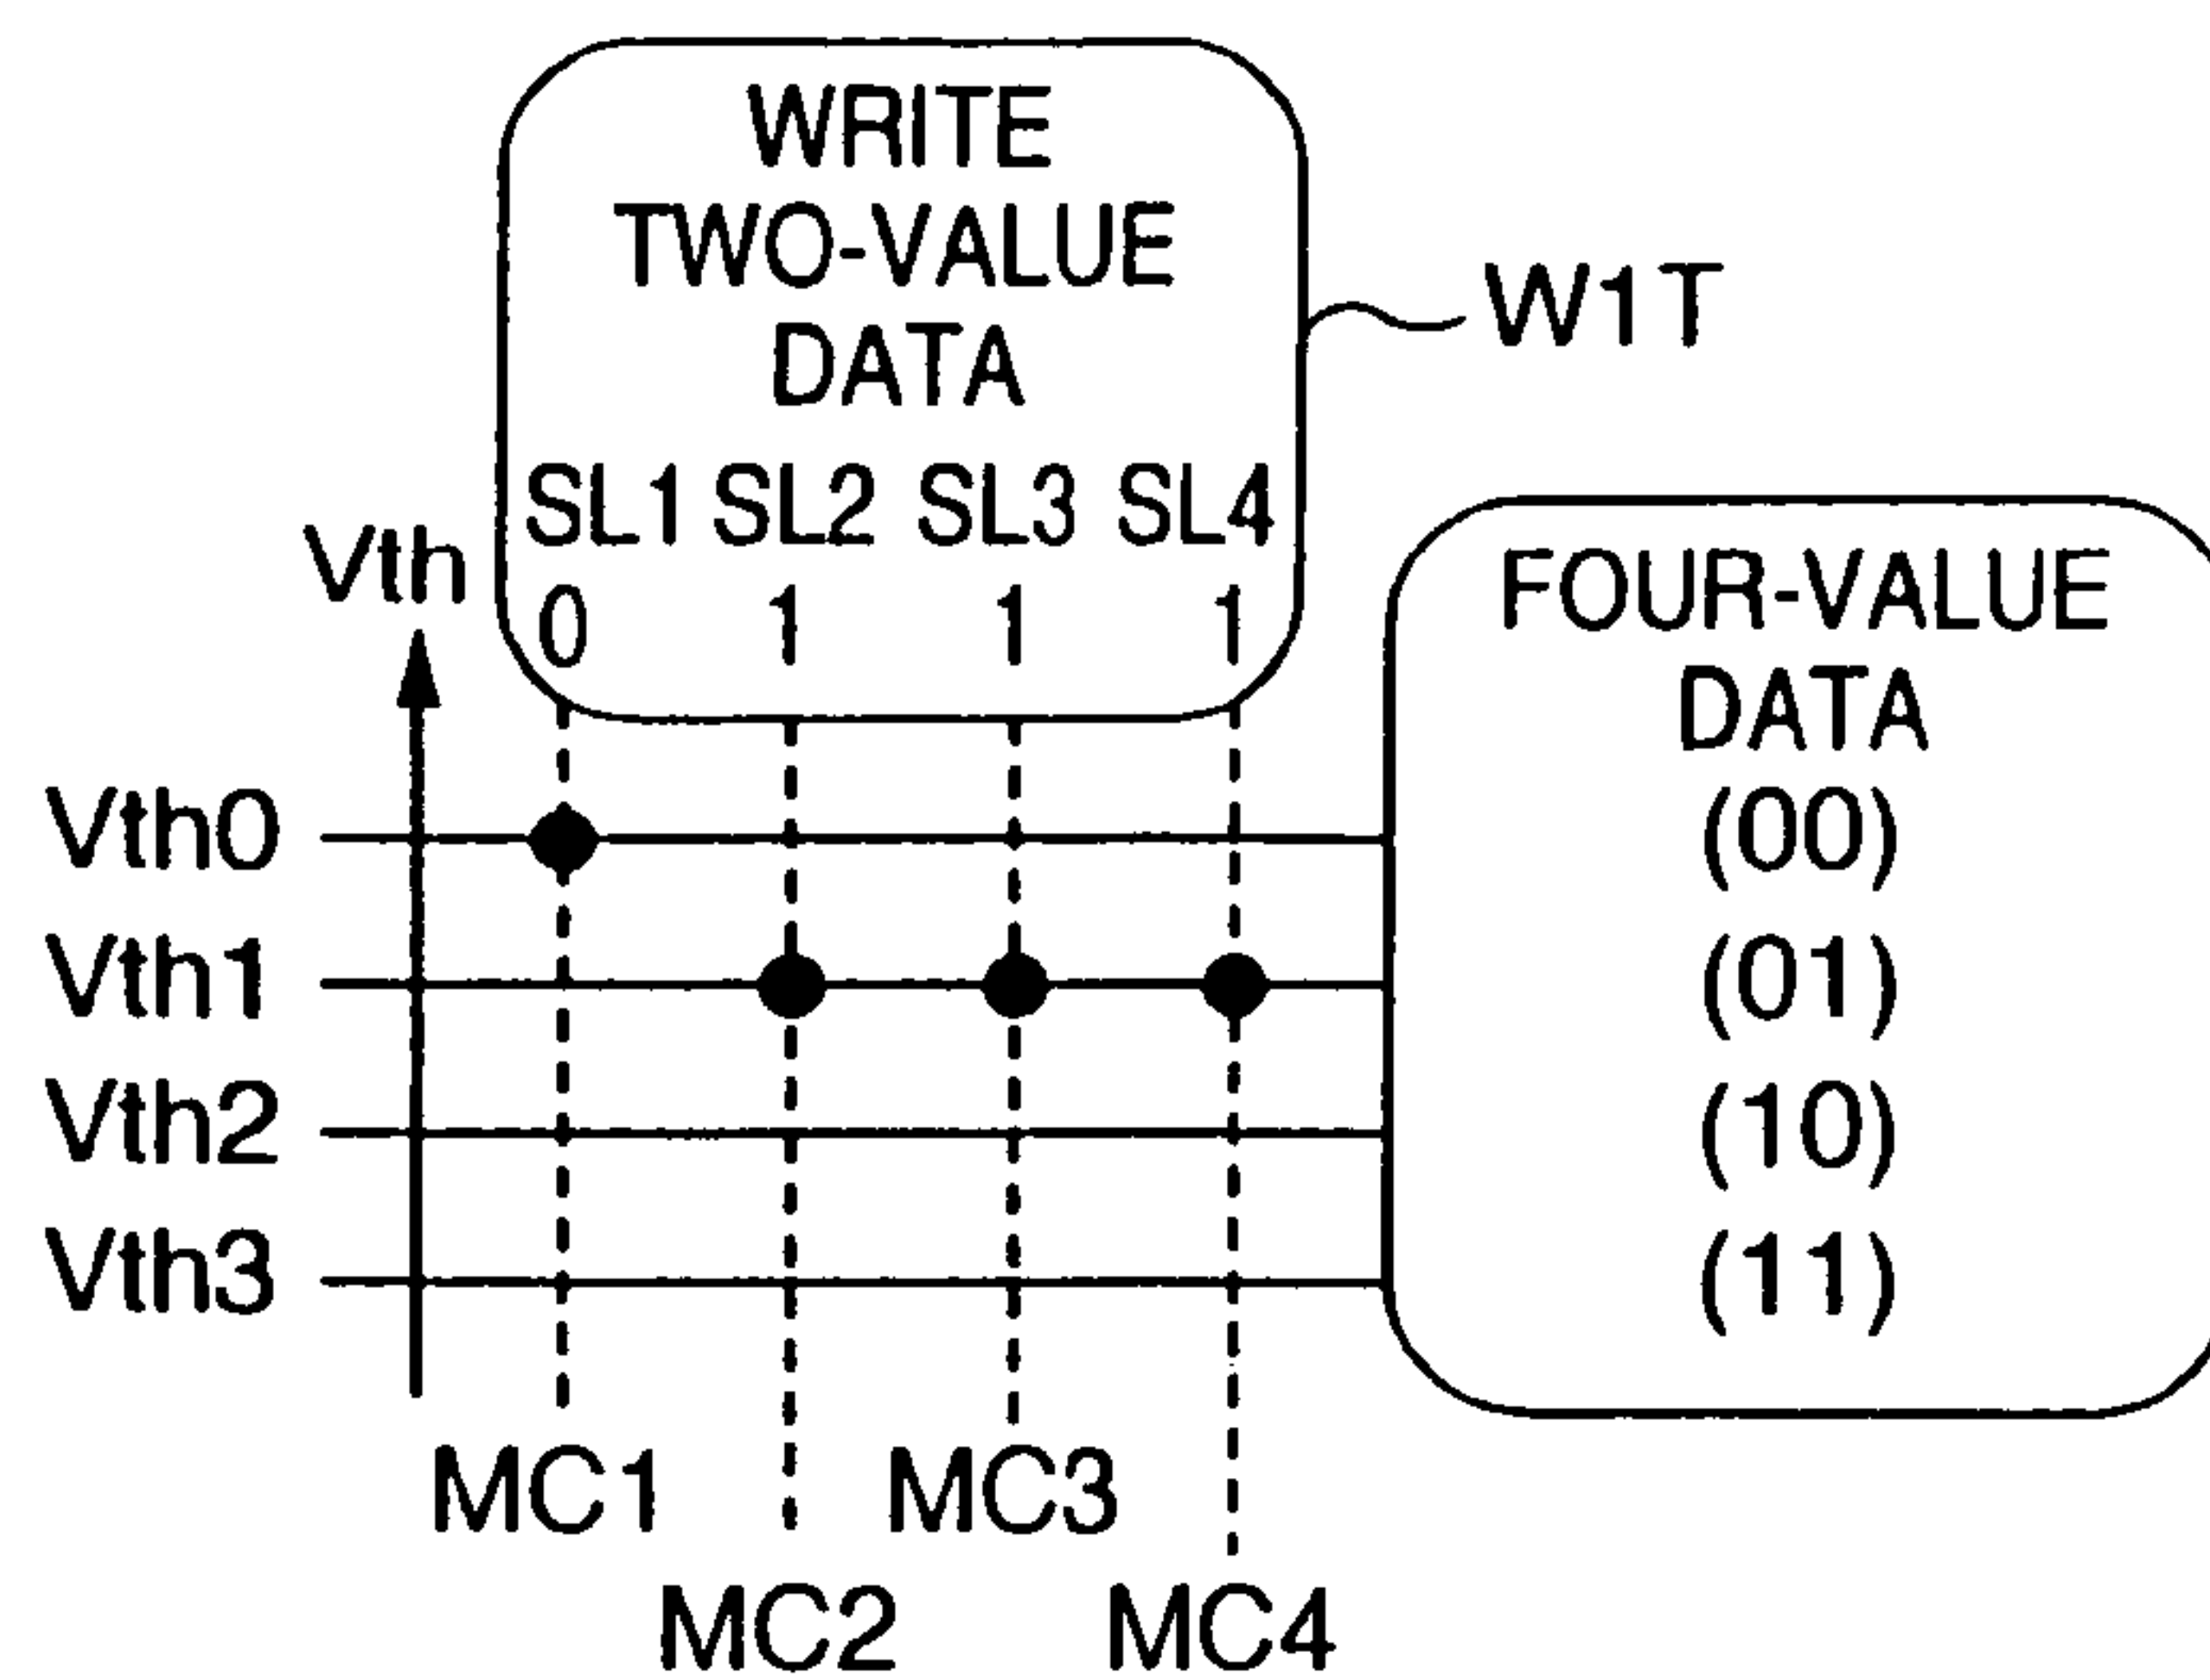 WRITE
TWO-VALUE
DATA
W1T
SL1 SL2 SL3 SL4
0 1 1 1
Vth
FOUR-VALUE
DATA
Vth0 (00)
Vth1 (01)
Vth2 (10)
Vth3 (11)
MC1 MC3
MC2 MC4